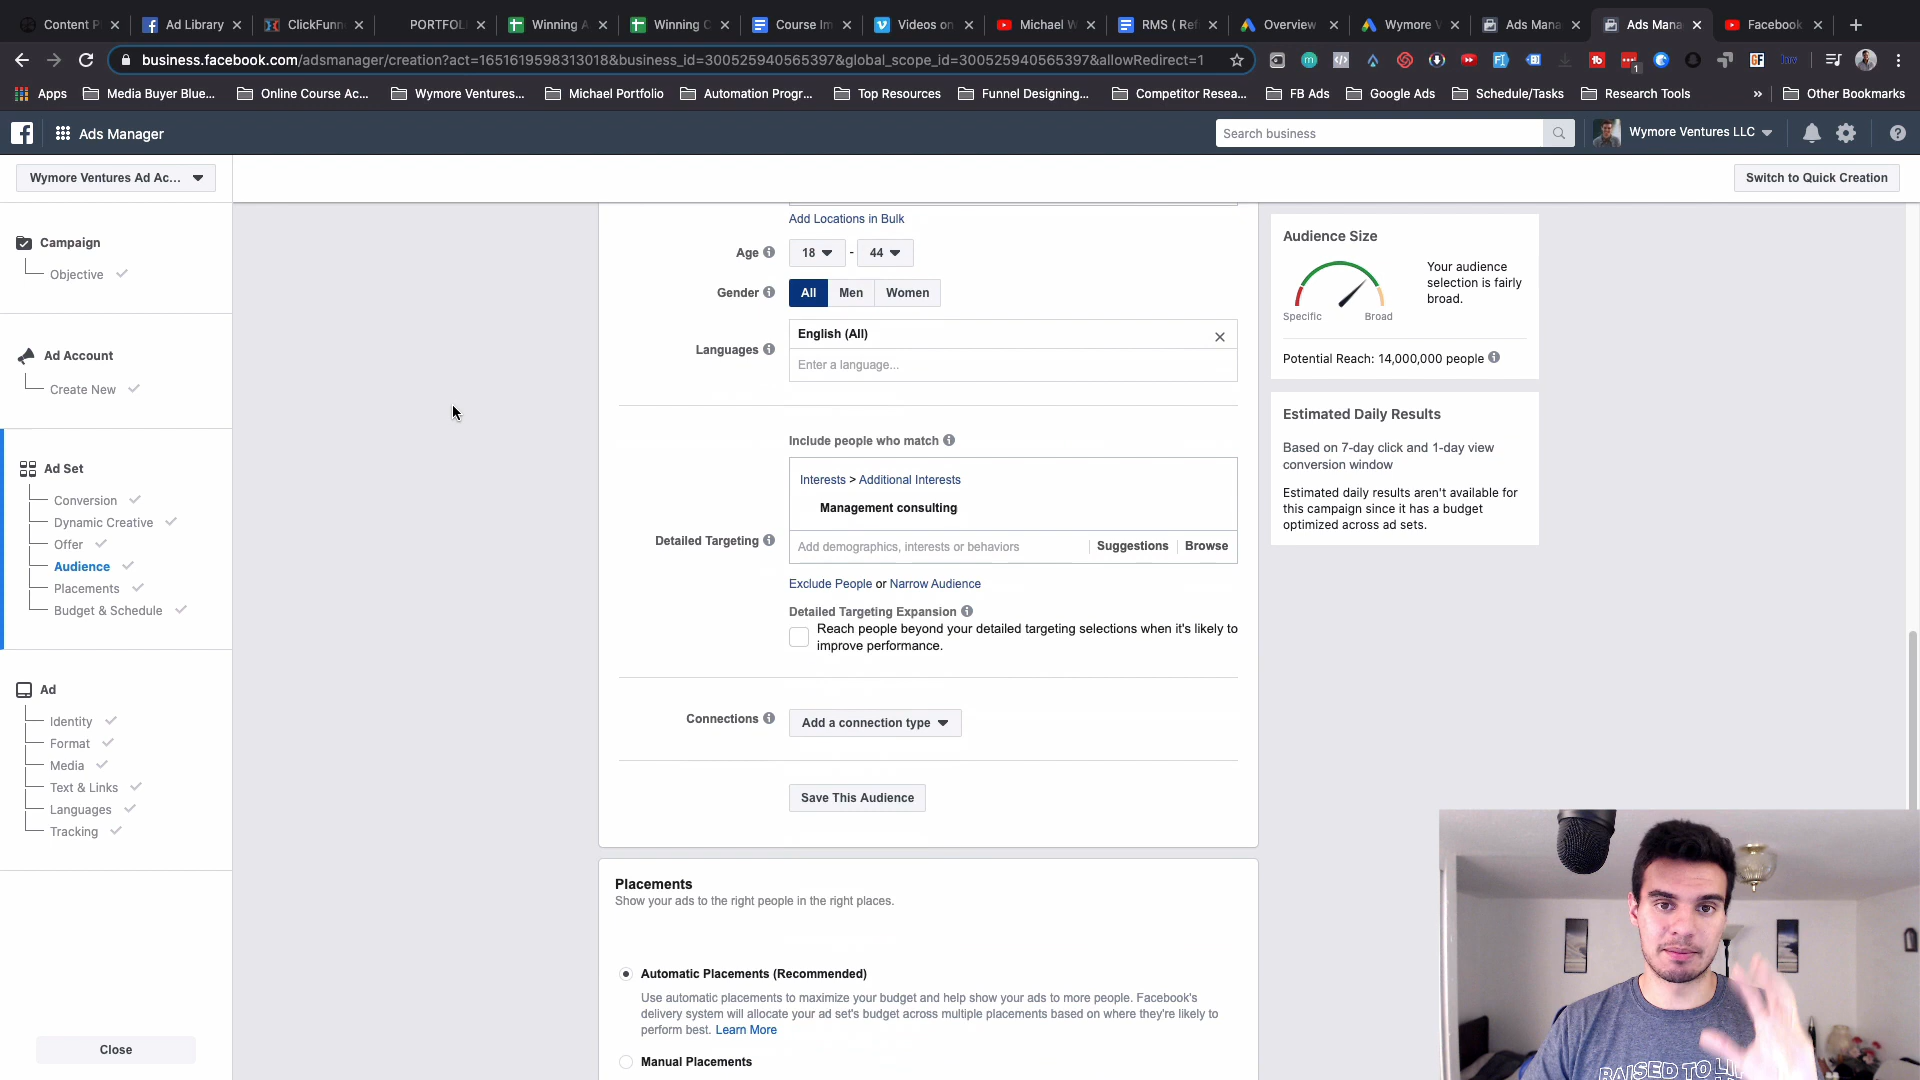 Content P
Ad Library
ClickFunn
PORTFOL
Winning A
Winning C
Course Im
Videos on
Michael W
RMS ( Ref
Overview
Wymore V
Ads Mana
Ads Mana
Facebook
business.facebook.com/adsmanager/creation?act=1651619598313018&business_id=300525940565397&global_scope_id=300525940565397&allowRedirect=1
Apps
Media Buyer Blue...
Online Course Ac...
Wymore Ventures...
Michael Portfolio
Automation Progr...
Top Resources
Funnel Designing...
Competitor Resea...
FB Ads
Google Ads
Schedule/Tasks
Research Tools
»
Other Bookmarks
Ads Manager
Search business
Wymore Ventures LLC
Wymore Ventures Ad Ac...
Switch to Quick Creation
Campaign
Objective
Ad Account
Create New
Ad Set
Conversion
Dynamic Creative
Offer
Audience
Placements
Budget & Schedule
Ad
Identity
Format
Media
Text & Links
Languages
Tracking
Close
Add Locations in Bulk
Age
18 - 44
Gender
All Men Women
Languages
English (All)
Enter a language...
Include people who match
Interests > Additional Interests
Management consulting
Detailed Targeting
Add demographics, interests or behaviors
Suggestions
Browse
Exclude People or Narrow Audience
Detailed Targeting Expansion
Reach people beyond your detailed targeting selections when it's likely to
improve performance.
Connections
Add a connection type
Save This Audience
Placements
Show your ads to the right people in the right places.
Automatic Placements (Recommended)
Use automatic placements to maximize your budget and help show your ads to more people. Facebook's
delivery system will allocate your ad set's budget across multiple placements based on where they're likely to
perform best. Learn More
Manual Placements
Audience Size
Your audience
selection is fairly
broad.
Specific
Broad
Potential Reach: 14,000,000 people
Estimated Daily Results
Based on 7-day click and 1-day view
conversion window
Estimated daily results aren't available for
this campaign since it has a budget
optimized across ad sets.
RAISED TO